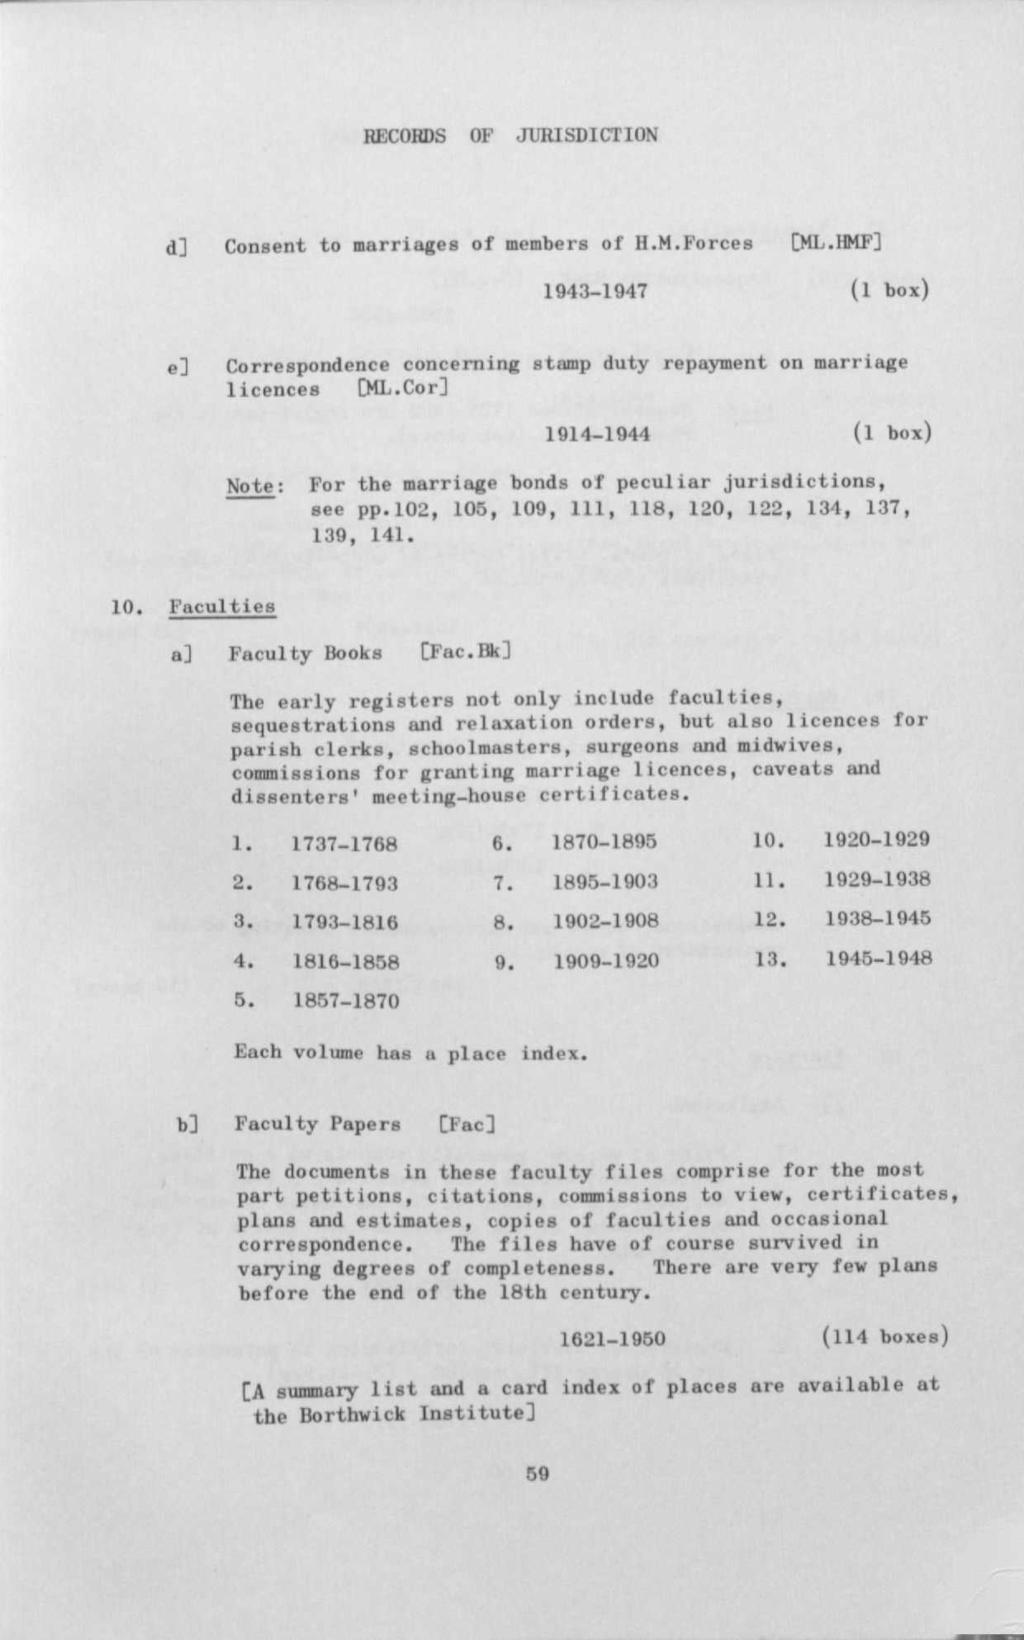 RECORDS OF JURISDICTION
d] Consent to marriages of members of H.M.Forces [ML.HMF]
1943-1947 (1 box)
e] Correspondence concerning stamp duty repayment on marriage
licences [ML.Cor]
1914-1944 (1 box)
Note: For the marriage bonds of peculiar jurisdictions,
see pp.102, 105, 109, 111, 118, 120, 122, 134, 137,
139, 141.
10. Faculties
a] Faculty Books [Fac.Bk]
The early registers not only include faculties,
sequestrations and relaxation orders, but also licences for
parish clerks, schoolmasters, surgeons and midwives,
commissions for granting marriage licences, caveats and
dissenters' meeting-house certificates.
1. 1737-1768 6. 1870-1895 10. 1920-1929
2. 1768-1793 7. 1895-1903 11. 1929-1938
3. 1793-1816 8. 1902-1908 12. 1938-1945
4. 1816-1858 9. 1909-1920 13. 1945-1948
5. 1857-1870
Each volume has a place index.
b] Faculty Papers [Fac]
The documents in these faculty files comprise for the most
part petitions, citations, commissions to view, certificates,
plans and estimates, copies of faculties and occasional
correspondence. The files have of course survived in
varying degrees of completeness. There are very few plans
before the end of the 18th century.
1621-1950 (114 boxes)
[A summary list and a card index of places are available at
the Borthwick Institute]
59